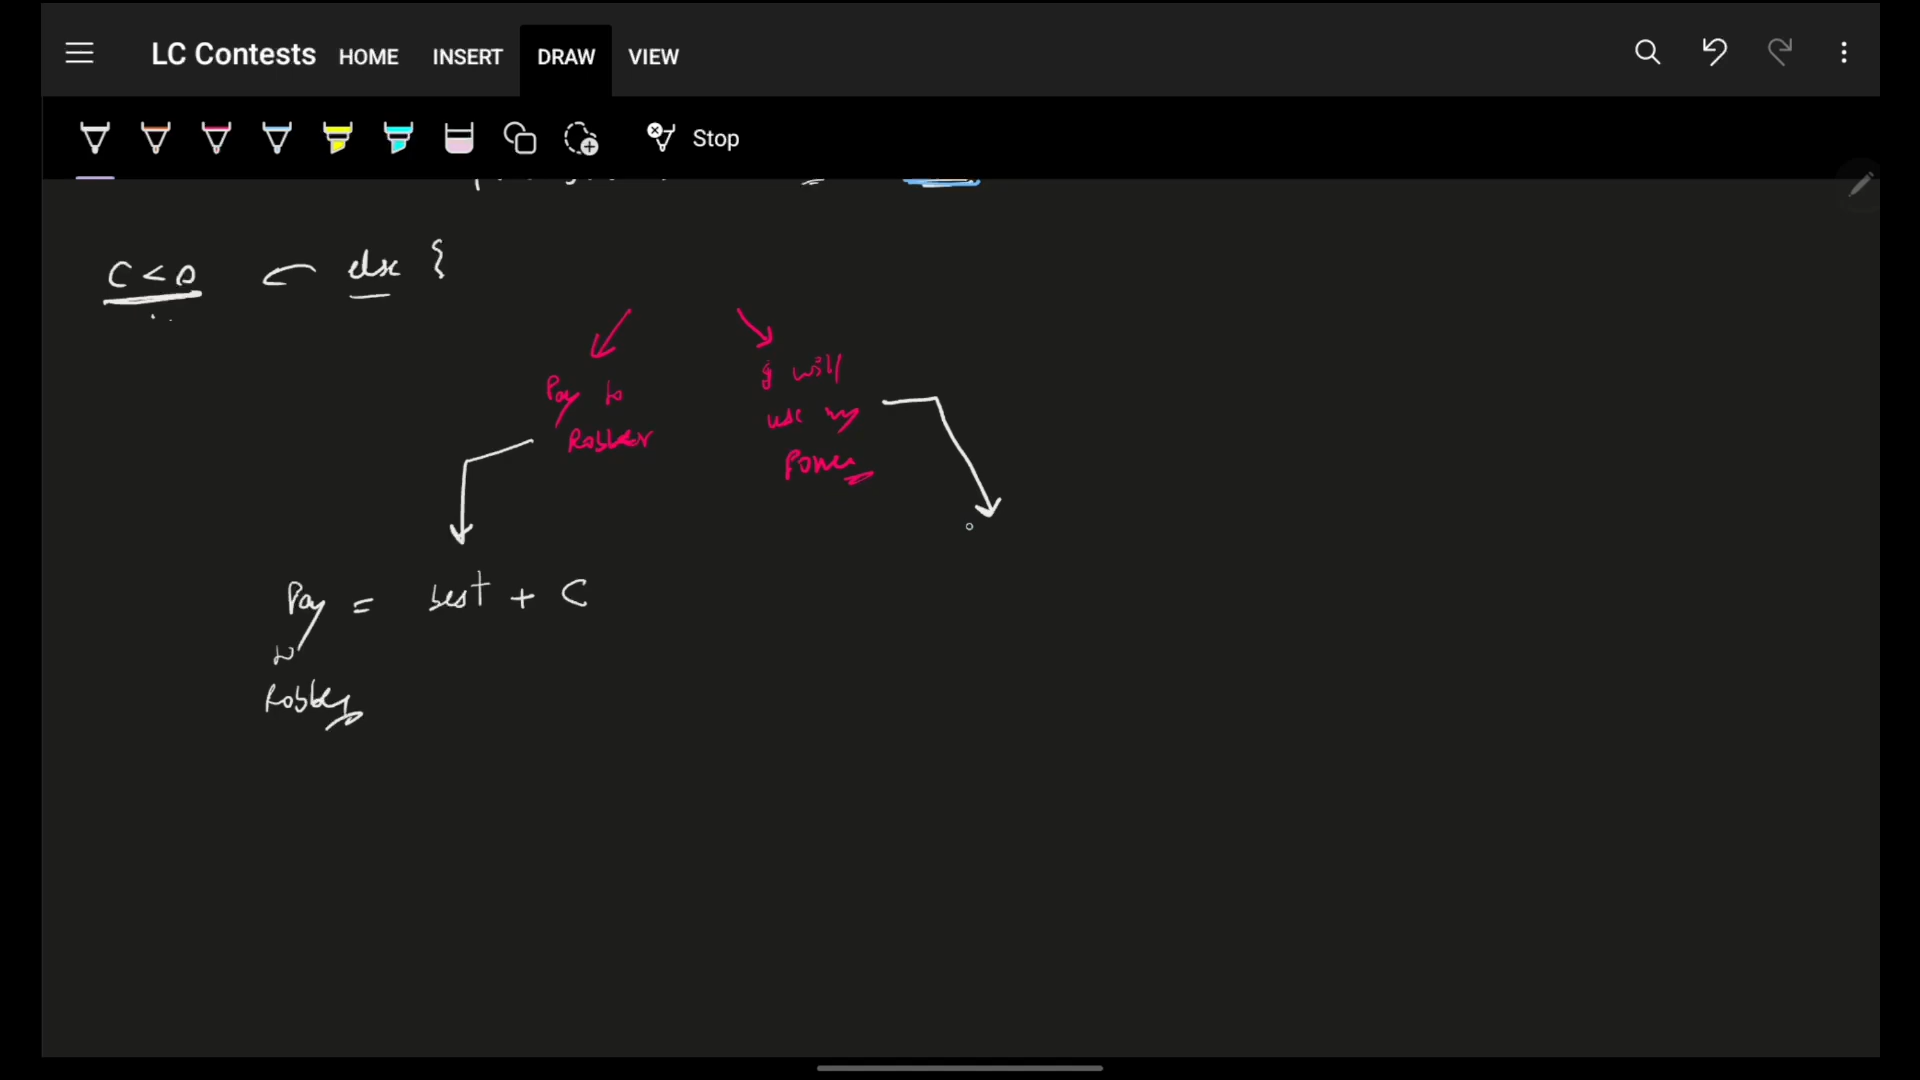 LC Contests HOME INSERT DRAW VIEW
Stop
C < 0 else {
Pay to
Robber
I will
use my
Power
Pay = best + C
to
Robber